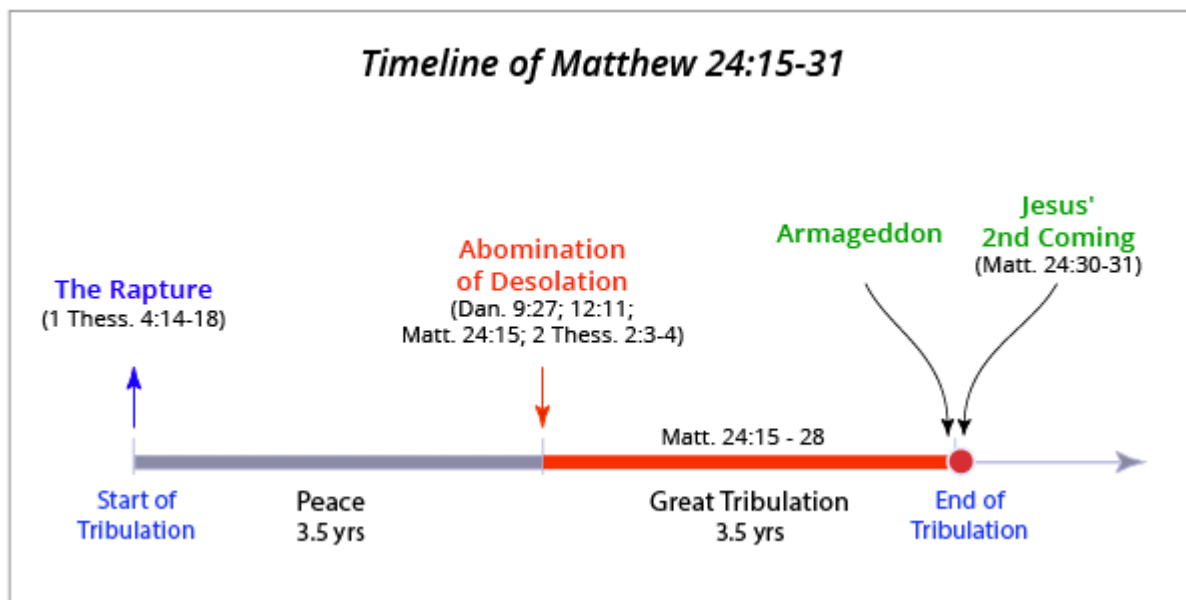 Timeline of Matthew 24:15-31
Jesus'
2nd Coming
(Matt. 24:30-31)
Armageddon
Abomination
of Desolation
(Dan. 9:27; 12:11;
Matt. 24:15; 2 Thess. 2:3-4)
The Rapture
(1 Thess. 4:14-18)
Matt. 24:15 - 28
Start of
Tribulation
Peace
3.5 yrs
Great Tribulation
3.5 yrs
End of
Tribulation